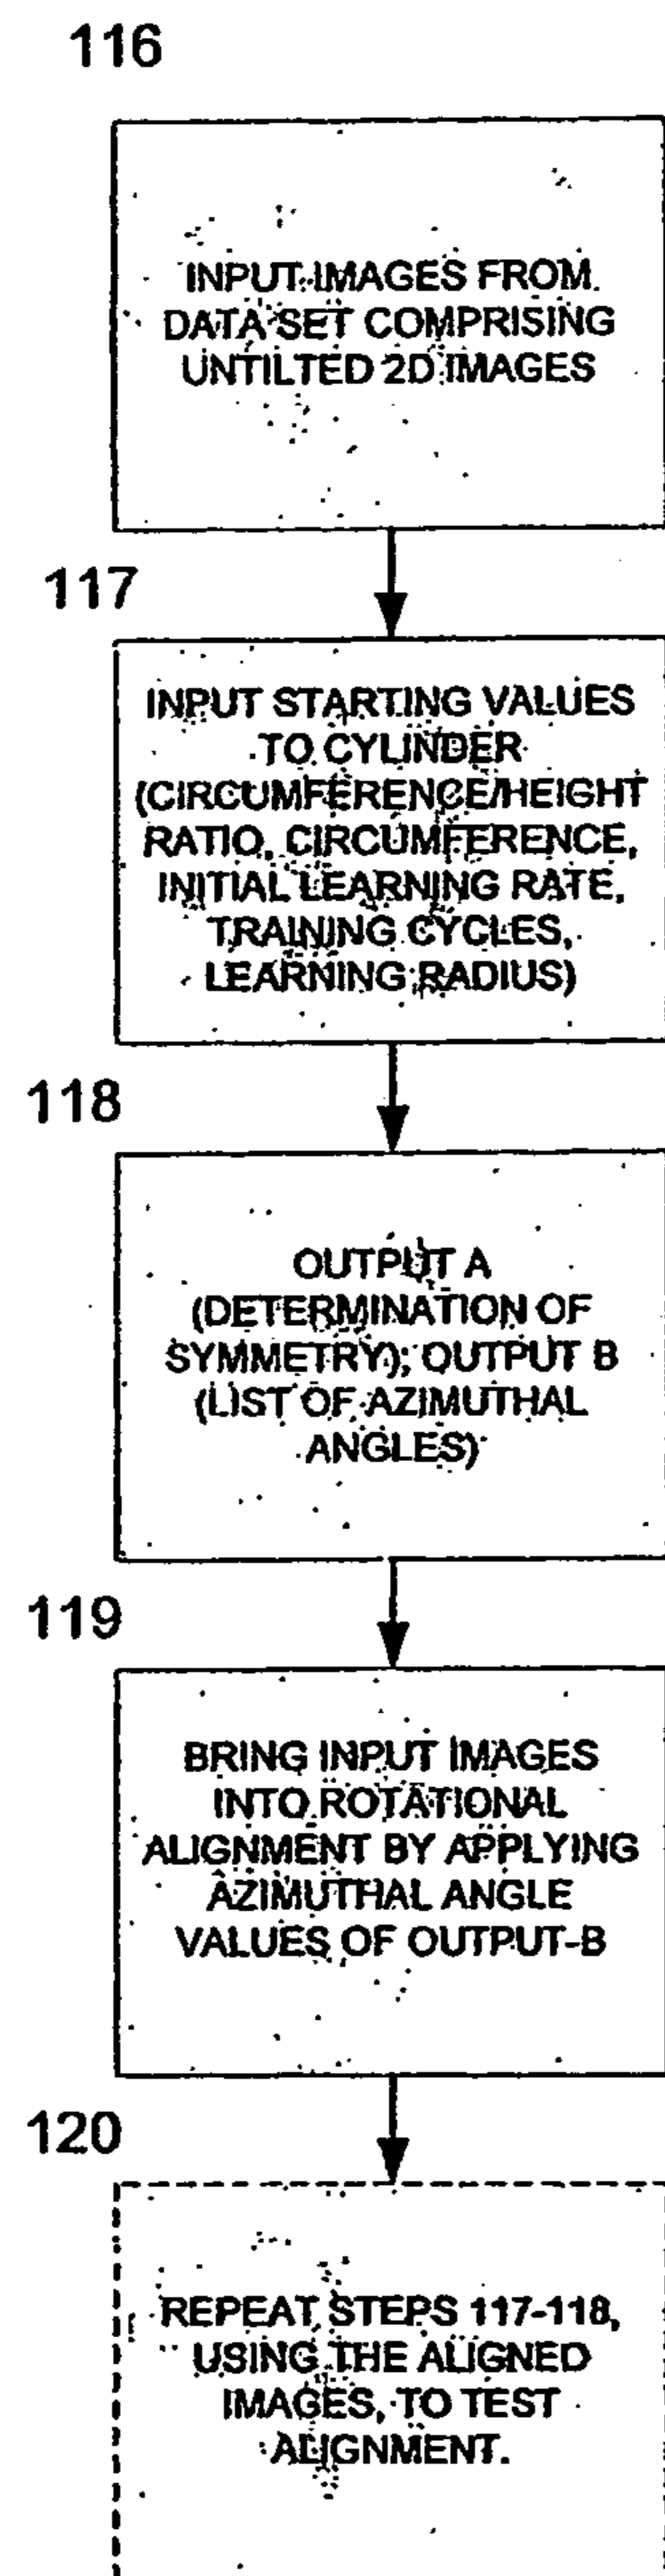 116
INPUT IMAGES FROM
DATA SET COMPRISING
UNTILTED 2D IMAGES
117
INPUT STARTING VALUES
TO CYLINDER
(CIRCUMFERENCE/HEIGHT
RATIO, CIRCUMFERENCE,
INITIAL LEARNING RATE,
TRAINING CYCLES,
LEARNING RADIUS)
118
OUTPUT A
(DETERMINATION OF
SYMMETRY); OUTPUT B
(LIST OF AZIMUTHAL
ANGLES)
119
BRING INPUT IMAGES
INTO ROTATIONAL
ALIGNMENT BY APPLYING
AZIMUTHAL ANGLE
VALUES OF OUTPUT-B
120
REPEAT STEPS 117-118,
USING THE ALIGNED
IMAGES, TO TEST
ALIGNMENT.